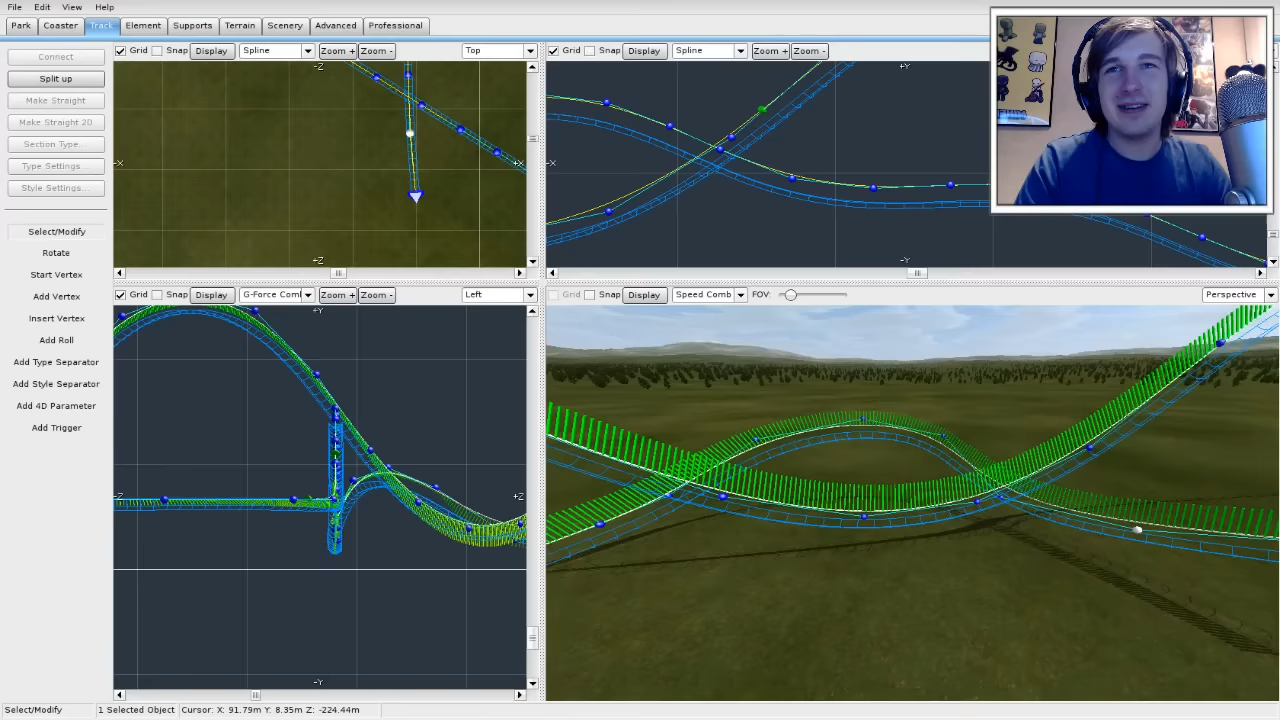 File Edit View Help
Park Coaster Track Element Supports Terrain Scenery Advanced Professional
Grid Snap Display Spline Zoom + Zoom - Top
Grid Snap Display Spline Zoom + Zoom -
Connect
Split up
Make Straight
Make Straight 2D
Section Type...
Type Settings...
Style Settings...
Select/Modify
Rotate
Start Vertex
Add Vertex
Insert Vertex
Add Roll
Add Type Separator
Add Style Separator
Add 4D Parameter
Add Trigger
-Z
-X
+X
+Z
+Y
-X
-Y
Grid Snap Display G-Force Coml Zoom + Zoom - Left
Grid Snap Display Speed Comb FOV: Perspective
+Y
-Z
+Z
-Y
Select/Modify 1 Selected Object Cursor: X: 91.79m Y: 8.35m Z: -224.44m